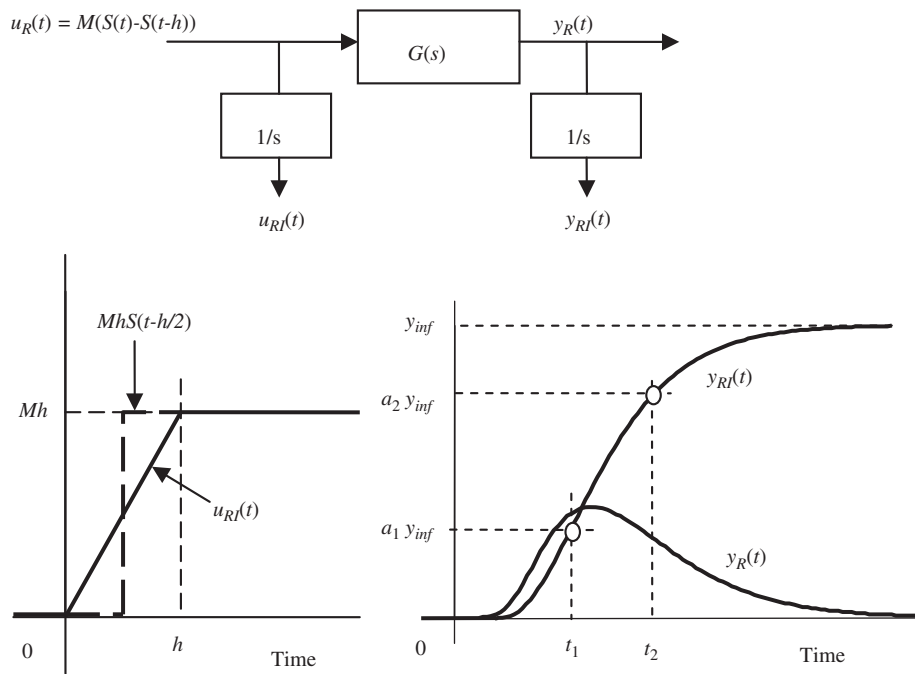 u_R(t) = M(S(t)-S(t-h))
y_R(t)
G(s)
1/s
1/s
u_RI(t)
y_RI(t)
MhS(t-h/2)
Mh
u_RI(t)
0
h
Time
y_inf
y_RI(t)
a_2 y_inf
a_1 y_inf
y_R(t)
0
t_1
t_2
Time